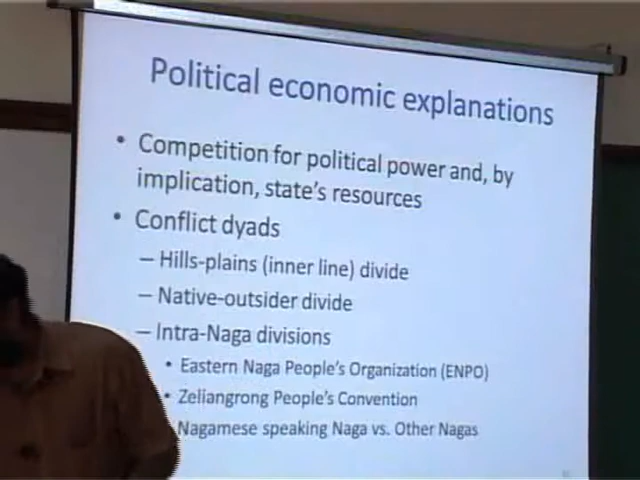 Political economic explanations
• Competition for political power and, by
implication, state's resources
• Conflict dyads
– Hills-plains (inner line) divide
– Native-outsider divide
– Intra-Naga divisions
• Eastern Naga People's Organization (ENPO)
• Zeliangrong People's Convention
Nagamese speaking Naga vs. Other Nagas